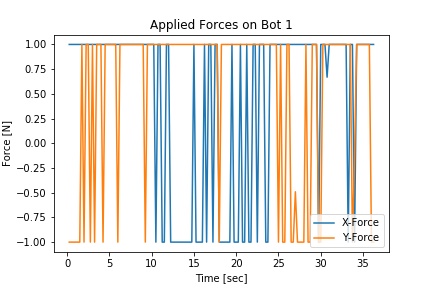 Applied Forces on Bot 1
Force [N]
1.00
0.75
0.50
0.25
0.00
−0.25
−0.50
−0.75
−1.00
0 5 10 15 20 25 30 35
Time [sec]
X-Force
Y-Force